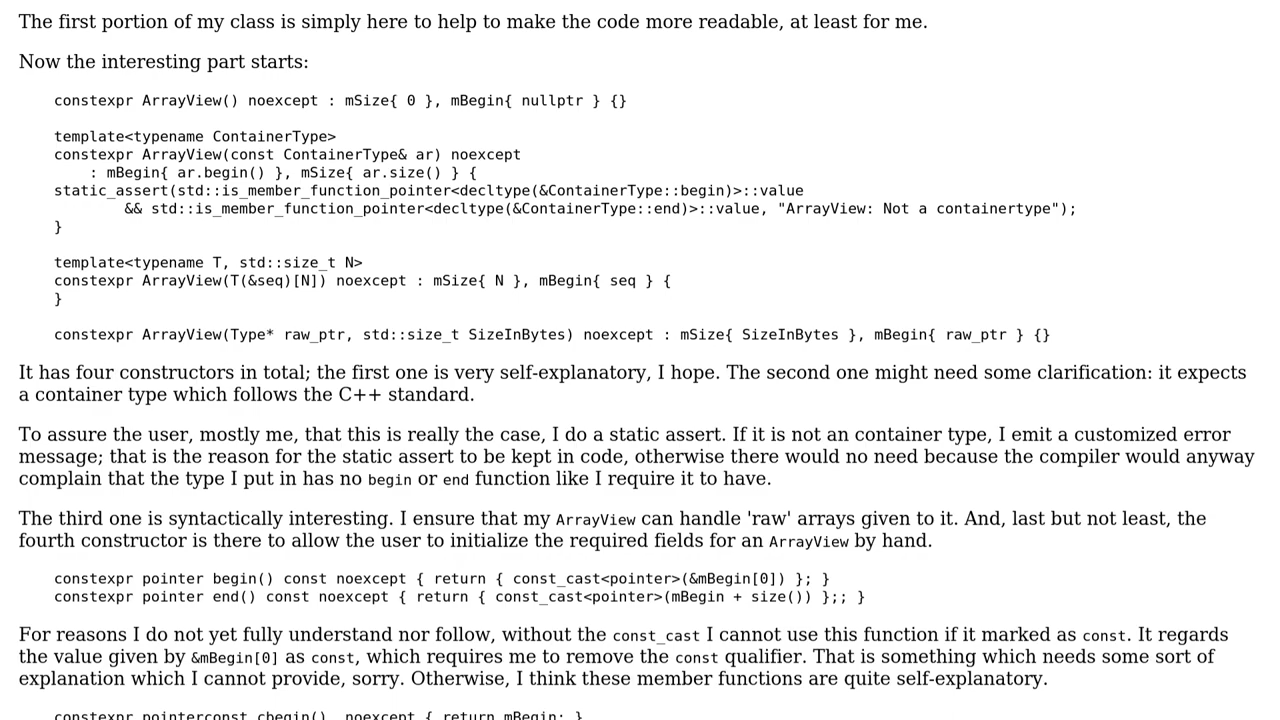 The first portion of my class is simply here to help to make the code more readable, at least for me.
Now the interesting part starts:
constexpr ArrayView() noexcept : mSize{ 0 }, mBegin{ nullptr } {}
template<typename ContainerType>
constexpr ArrayView(const ContainerType& ar) noexcept
    : mBegin{ ar.begin() }, mSize{ ar.size() } {
static_assert(std::is_member_function_pointer<decltype(&ContainerType::begin)>::value
        && std::is_member_function_pointer<decltype(&ContainerType::end)>::value, "ArrayView: Not a containertype");
}
template<typename T, std::size_t N>
constexpr ArrayView(T(&seq)[N]) noexcept : mSize{ N }, mBegin{ seq } {
}
constexpr ArrayView(Type* raw_ptr, std::size_t SizeInBytes) noexcept : mSize{ SizeInBytes }, mBegin{ raw_ptr } {}
It has four constructors in total; the first one is very self-explanatory, I hope. The second one might need some clarification: it expects
a container type which follows the C++ standard.
To assure the user, mostly me, that this is really the case, I do a static assert. If it is not an container type, I emit a customized error
message; that is the reason for the static assert to be kept in code, otherwise there would no need because the compiler would anyway
complain that the type I put in has no begin or end function like I require it to have.
The third one is syntactically interesting. I ensure that my ArrayView can handle 'raw' arrays given to it. And, last but not least, the
fourth constructor is there to allow the user to initialize the required fields for an ArrayView by hand.
constexpr pointer begin() const noexcept { return { const_cast<pointer>(&mBegin[0]) }; }
constexpr pointer end() const noexcept { return { const_cast<pointer>(mBegin + size()) };; }
For reasons I do not yet fully understand nor follow, without the const_cast I cannot use this function if it marked as const. It regards
the value given by &mBegin[0] as const, which requires me to remove the const qualifier. That is something which needs some sort of
explanation which I cannot provide, sorry. Otherwise, I think these member functions are quite self-explanatory.
constexpr pointerconst cbegin()  noexcept { return mBegin; }